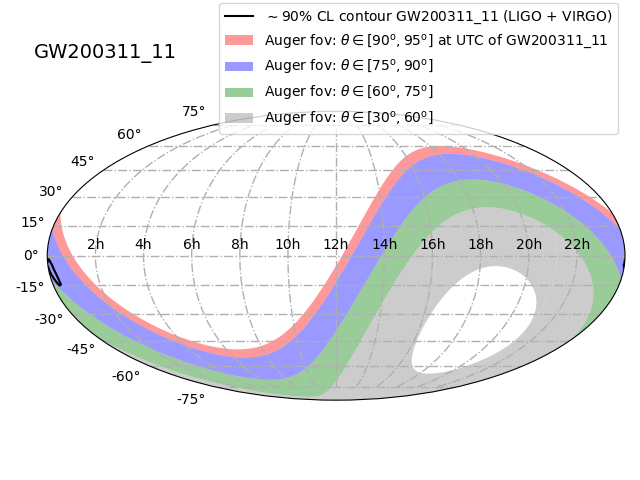 ∼ 90% CL contour GW200311_11 (LIGO + VIRGO)
Auger fov: θ ∈ [90°, 95°] at UTC of GW200311_11
Auger fov: θ ∈ [75°, 90°]
Auger fov: θ ∈ [60°, 75°]
Auger fov: θ ∈ [30°, 60°]
GW200311_11
75°
60°
45°
30°
15°
0°
2h 4h 6h 8h 10h 12h 14h 16h 18h 20h 22h
-15°
-30°
-45°
-60°
-75°